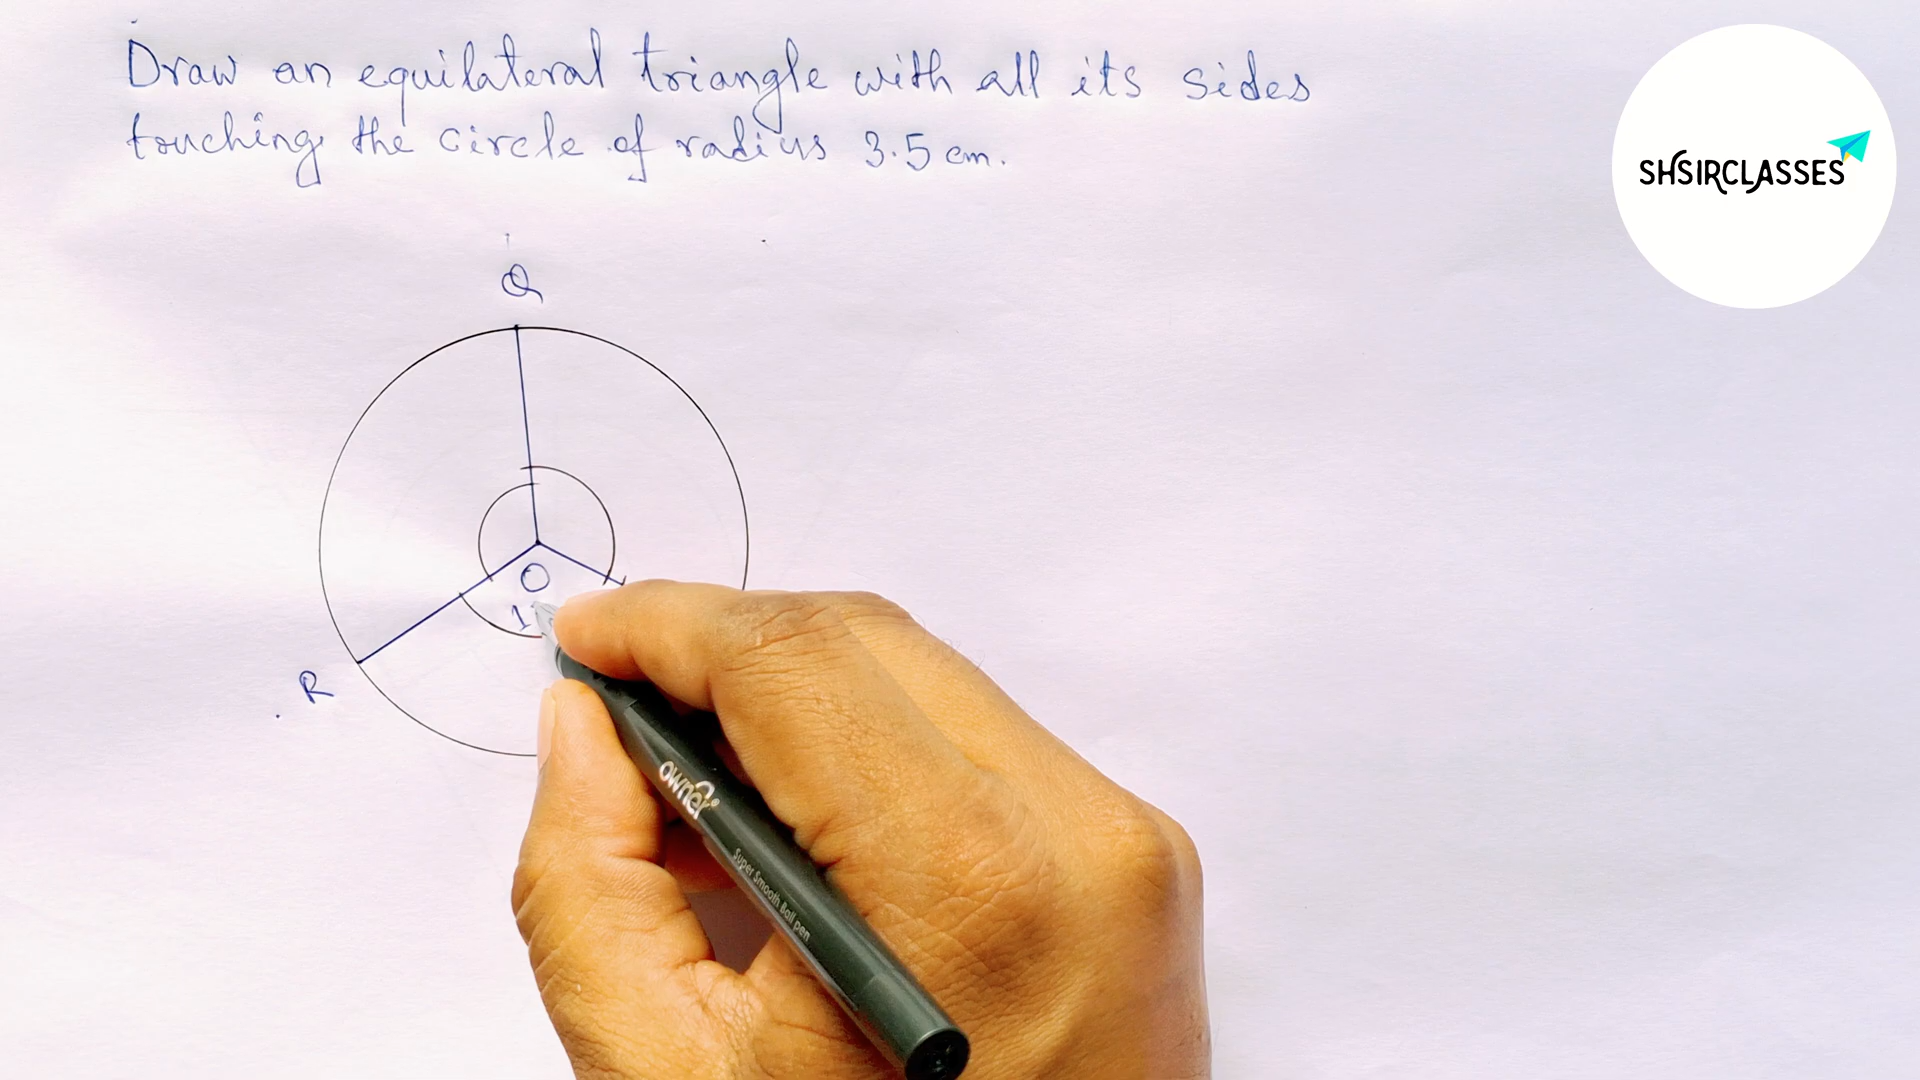 Draw an equilateral triangle with all its sides
touching the circle of radius 3.5 cm.
SHSIRCLASSES
Q
O
1
R
owner®
Super Smooth Ball pen